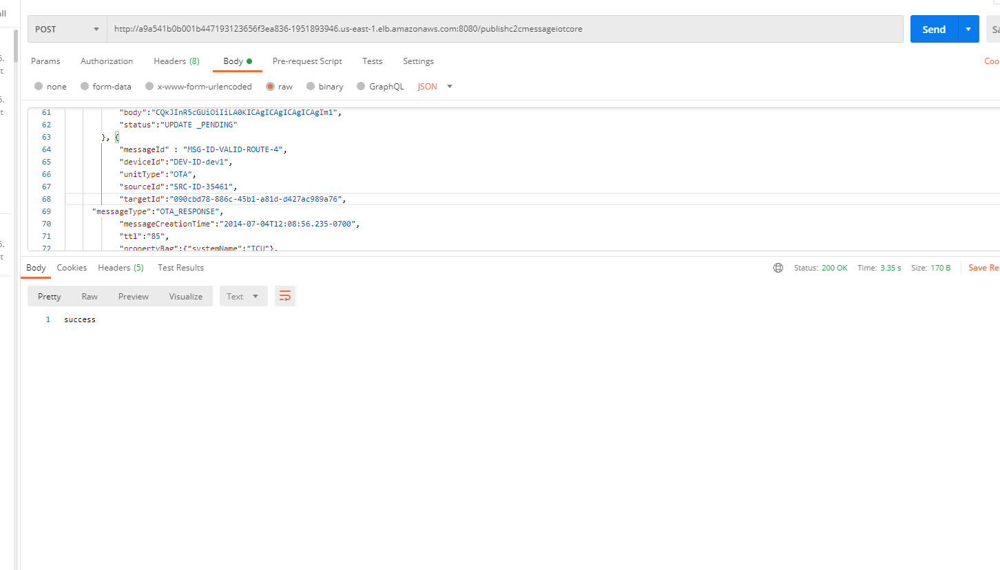 all
POST http://a9a541b0b001b447193123656f3ea836-1951893946.us-east-1.elb.amazonaws.com:8080/publishc2cmessageiotcore Send Sa
Params Authorization Headers (8) Body Pre-request Script Tests Settings Coo
none form-data x-www-form-urlencoded raw binary GraphQL JSON
61 "body":"CQkJInR5cGUiOiIiLA0KICAgICAgICAgICAgIm1",
62 "status":"UPDATE _PENDING"
63 }, {
64 "messageId" : "MSG-ID-VALID-ROUTE-4",
65 "deviceId":"DEV-ID-dev1",
66 "unitType":"OTA",
67 "sourceId":"SRC-ID-35461",
68 "targetId":"090cbd78-886c-45b1-a81d-d427ac989a76",
69 "messageType":"OTA_RESPONSE",
70 "messageCreationTime":"2014-07-04T12:08:56.235-0700",
71 "ttl":"85",
72 "propertyBag":{"systemName":"TCU"},
Body Cookies Headers (5) Test Results Status: 200 OK Time: 3.35 s Size: 170 B Save Re
Pretty Raw Preview Visualize Text
1 success